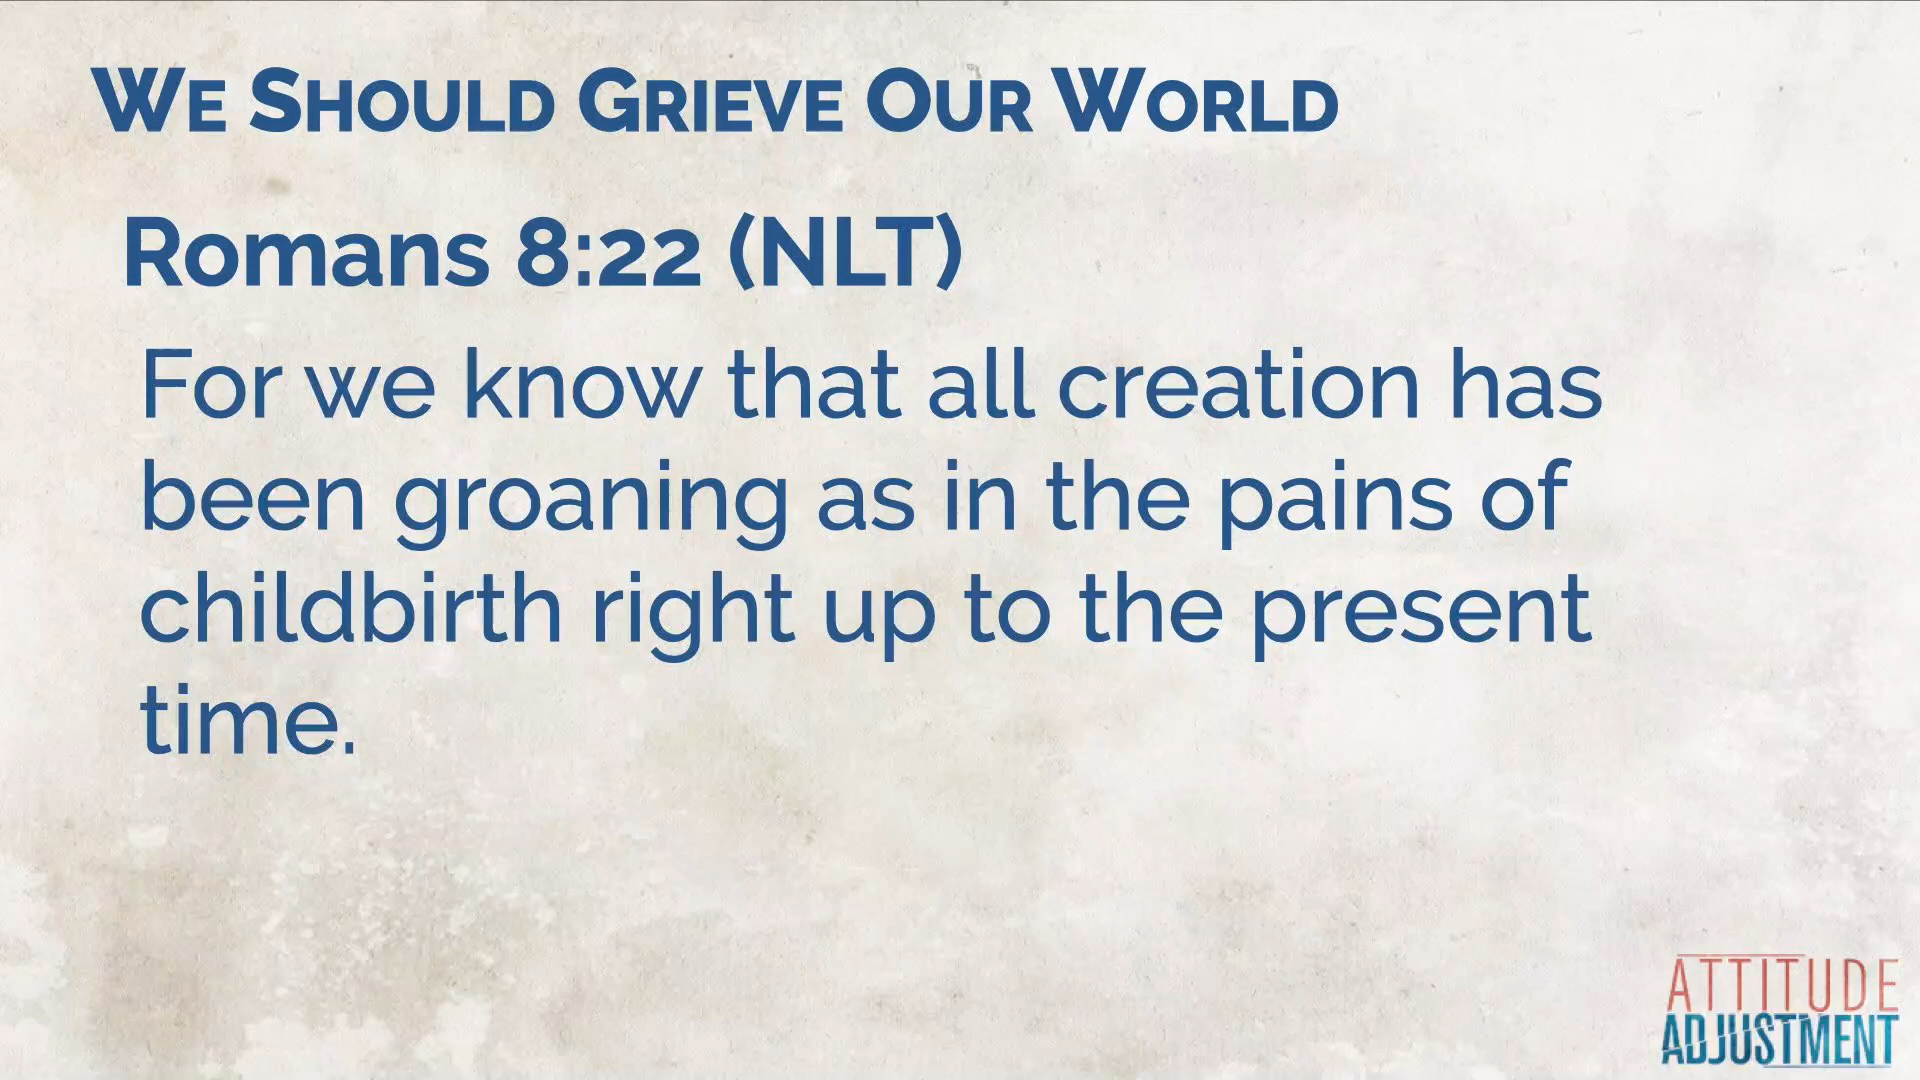 We Should Grieve Our World
Romans 8:22 (NLT)
For we know that all creation has
been groaning as in the pains of
childbirth right up to the present
time.
ATTITUDE
ADJUSTMENT